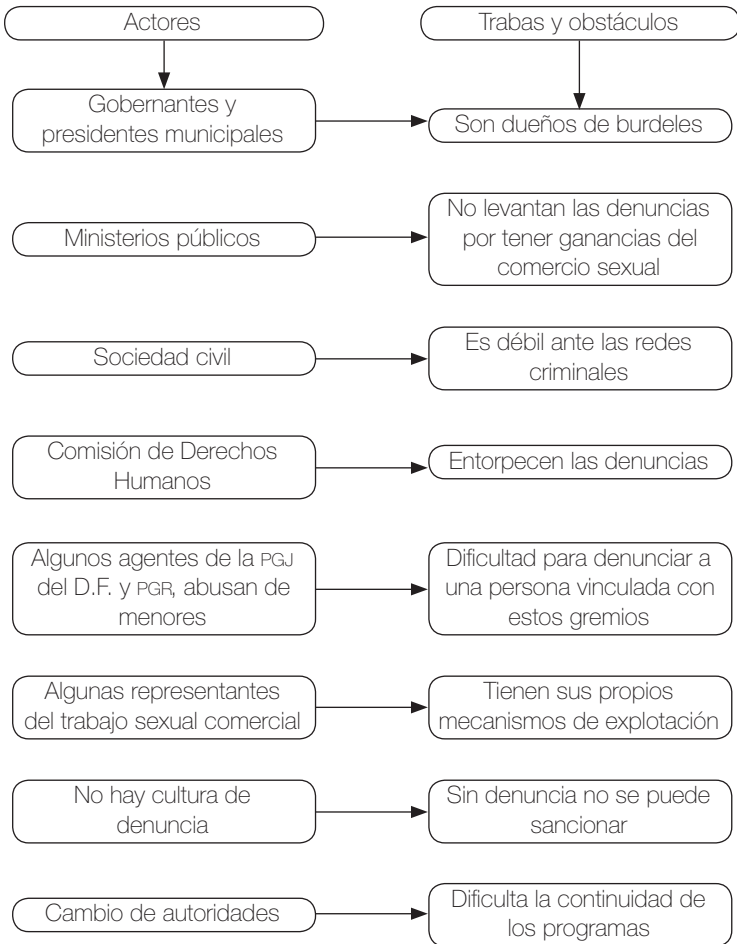 Actores
Trabas y obstáculos
Gobernantes y
presidentes municipales
Son dueños de burdeles
Ministerios públicos
No levantan las denuncias
por tener ganancias del
comercio sexual
Sociedad civil
Es débil ante las redes
criminales
Comisión de Derechos
Humanos
Entorpecen las denuncias
Algunos agentes de la PGJ
del D.F. y PGR, abusan de
menores
Dificultad para denunciar a
una persona vinculada con
estos gremios
Algunas representantes
del trabajo sexual comercial
Tienen sus propios
mecanismos de explotación
No hay cultura de
denuncia
Sin denuncia no se puede
sancionar
Cambio de autoridades
Dificulta la continuidad de
los programas